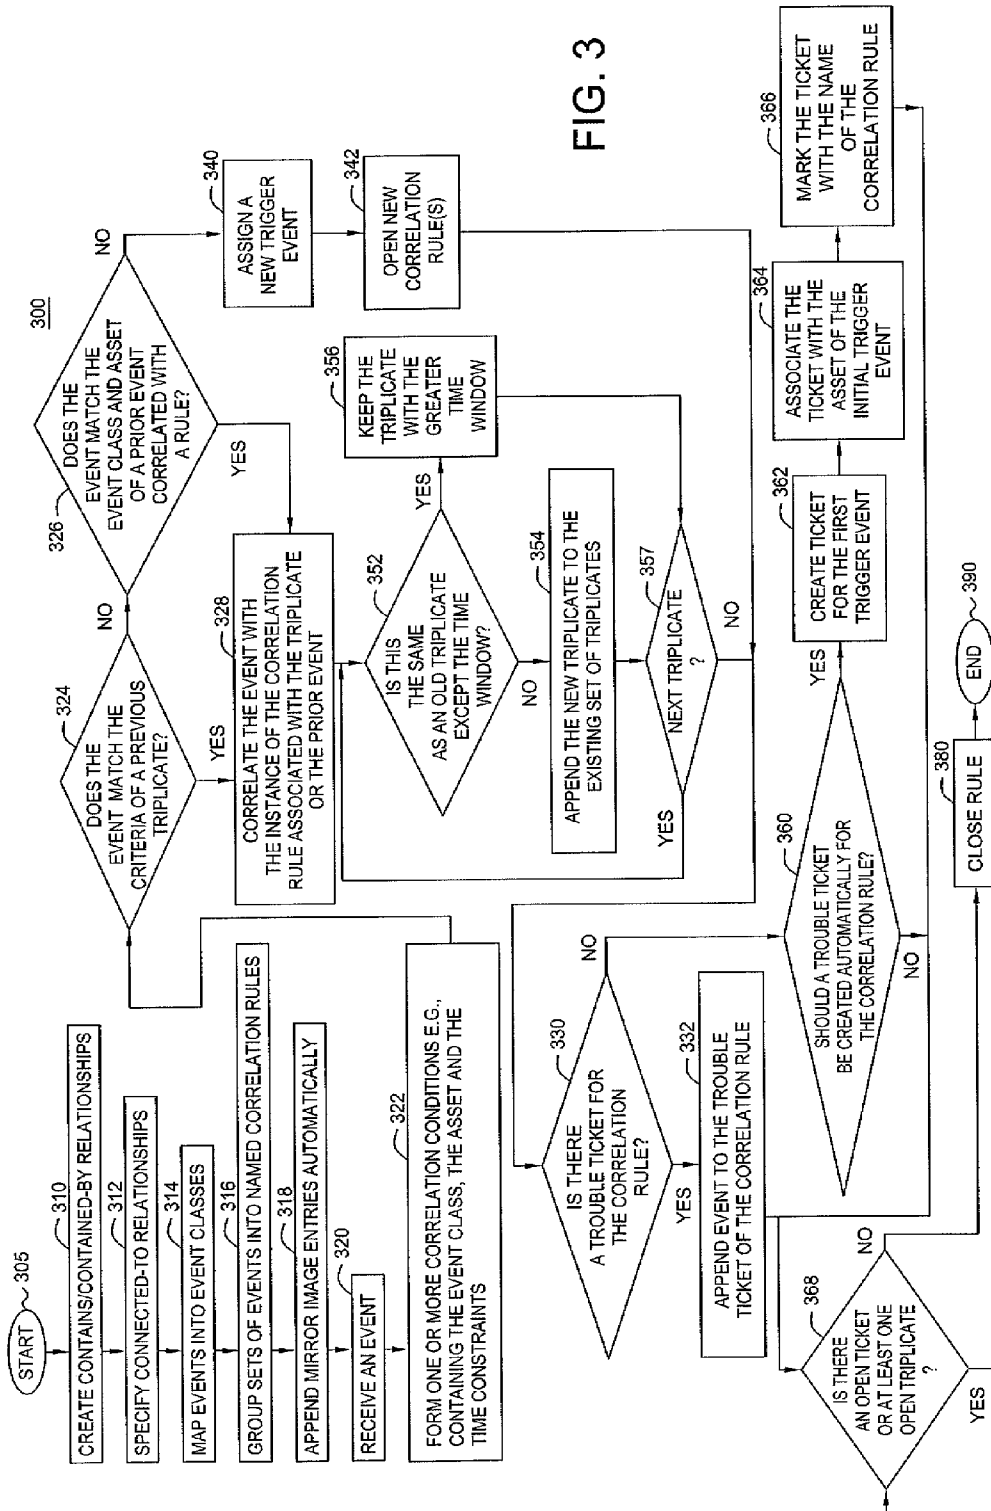 FIG. 3
300
START
305
310
CREATE CONTAINS/CONTAINED-BY RELATIONSHIPS
312
SPECIFY CONNECTED-TO RELATIONSHIPS
314
MAP EVENTS INTO EVENT CLASSES
316
GROUP SETS OF EVENTS INTO NAMED CORRELATION RULES
318
APPEND MIRROR IMAGE ENTRIES AUTOMATICALLY
320
RECEIVE AN EVENT
322
FORM ONE OR MORE CORRELATION CONDITIONS E.G.,
CONTAINING THE EVENT CLASS, THE ASSET AND THE
TIME CONSTRAINTS
324
DOES THE
EVENT MATCH THE
CRITERIA OF A PREVIOUS
TRIPLICATE?
NO
YES
326
DOES THE
EVENT MATCH THE
EVENT CLASS AND ASSET
OF A PRIOR EVENT
CORRELATED WITH
A RULE?
NO
YES
328
CORRELATE THE EVENT WITH
THE INSTANCE OF THE CORRELATION
RULE ASSOCIATED WITH THE TRIPLICATE
OR THE PRIOR EVENT
340
ASSIGN A
NEW TRIGGER
EVENT
342
OPEN NEW
CORRELATION
RULE(S)
352
IS THIS
THE SAME
AS AN OLD TRIPLICATE
EXCEPT THE TIME
WINDOW?
YES
NO
356
KEEP THE
TRIPLICATE
WITH THE
GREATER
TIME
WINDOW
354
APPEND THE NEW TRIPLICATE TO THE
EXISTING SET OF TRIPLICATES
357
NEXT TRIPLICATE
?
YES
NO
330
IS THERE
A TROUBLE TICKET FOR
THE CORRELATION
RULE?
NO
YES
332
APPEND EVENT TO THE TROUBLE
TICKET OF THE CORRELATION RULE
360
SHOULD A TROUBLE TICKET
BE CREATED AUTOMATICALLY FOR
THE CORRELATION RULE?
YES
NO
362
CREATE TICKET
FOR THE FIRST
TRIGGER EVENT
364
ASSOCIATE THE
TICKET WITH THE
ASSET OF THE
INITIAL TRIGGER
EVENT
366
MARK THE TICKET
WITH THE NAME
OF THE
CORRELATION RULE
368
IS THERE
AN OPEN TICKET
OR AT LEAST ONE
OPEN TRIPLICATE
?
NO
YES
380
CLOSE RULE
390
END